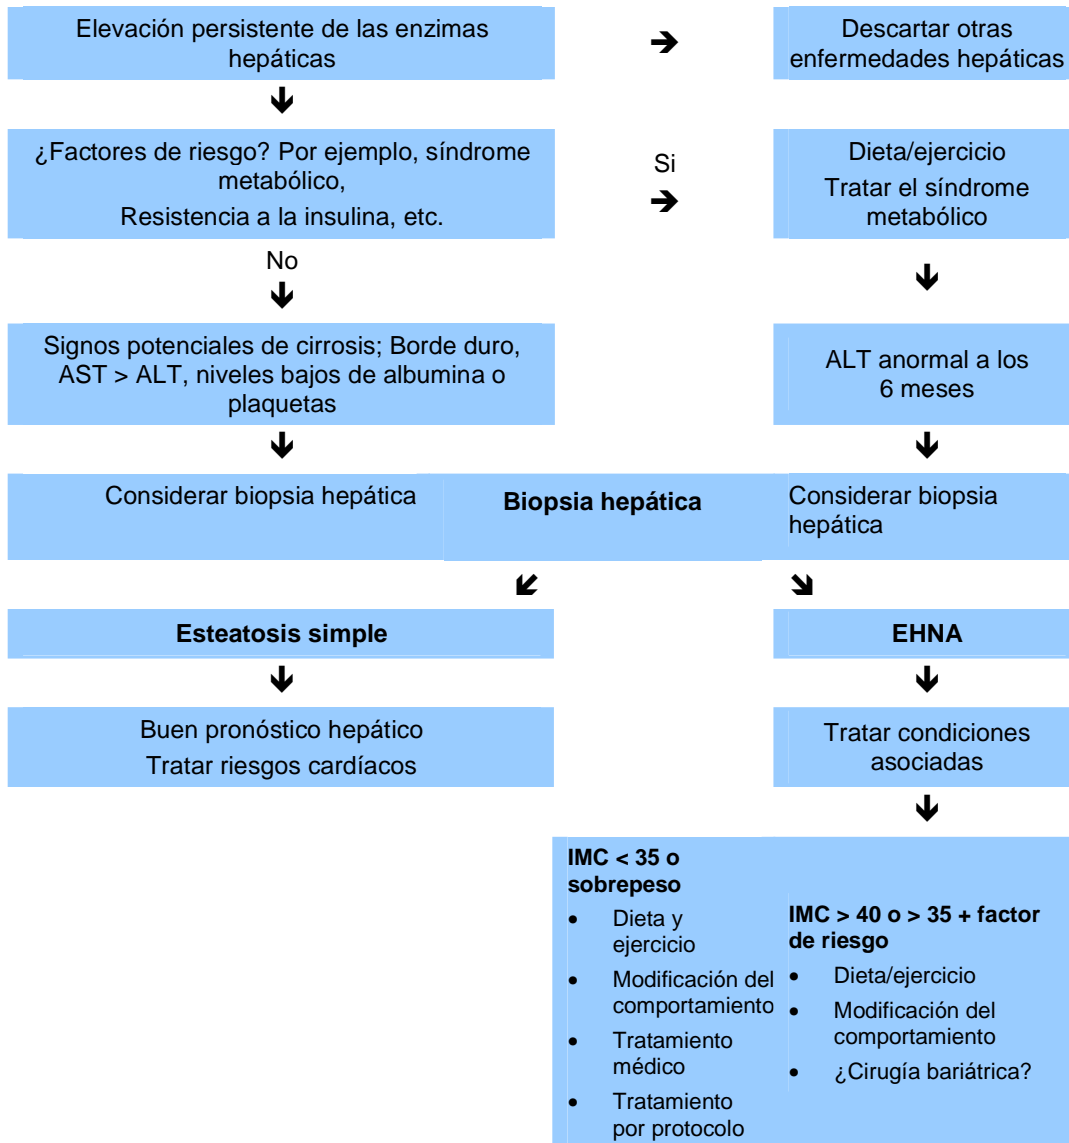 Elevación persistente de las enzimas
hepáticas
Descartar otras
enfermedades hepáticas
¿Factores de riesgo? Por ejemplo, síndrome
metabólico,
Resistencia a la insulina, etc.
Si
Dieta/ejercicio
Tratar el síndrome
metabólico
No
Signos potenciales de cirrosis; Borde duro,
AST > ALT, niveles bajos de albumina o
plaquetas
ALT anormal a los
6 meses
Considerar biopsia hepática
Biopsia hepática
Considerar biopsia
hepática
Esteatosis simple
EHNA
Buen pronóstico hepático
Tratar riesgos cardíacos
Tratar condiciones
asociadas
IMC < 35 o
sobrepeso
• Dieta y
ejercicio
• Modificación del
comportamiento
• Tratamiento
médico
• Tratamiento
por protocolo
IMC > 40 o > 35 + factor
de riesgo
• Dieta/ejercicio
• Modificación del
comportamiento
• ¿Cirugía bariátrica?